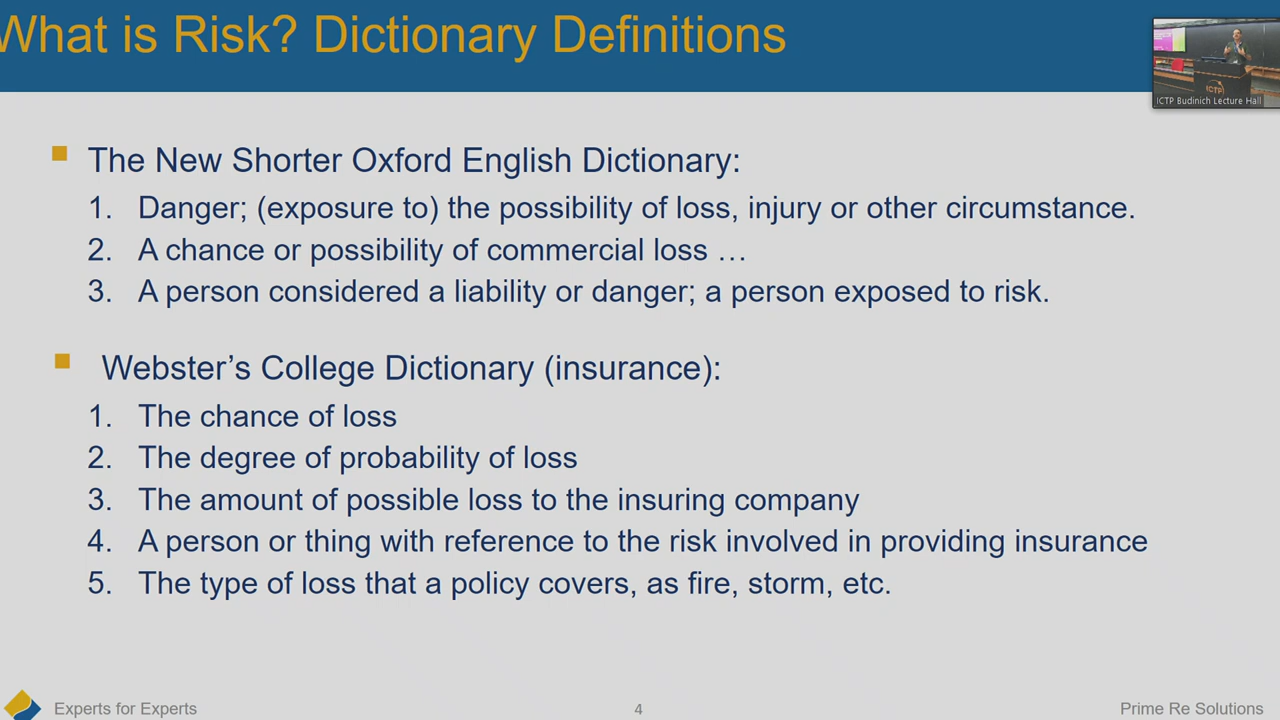 What is Risk? Dictionary Definitions
ICTP
ICTP Budinich Lecture Hall
The New Shorter Oxford English Dictionary:
1. Danger; (exposure to) the possibility of loss, injury or other circumstance.
2. A chance or possibility of commercial loss …
3. A person considered a liability or danger; a person exposed to risk.
Webster’s College Dictionary (insurance):
1. The chance of loss
2. The degree of probability of loss
3. The amount of possible loss to the insuring company
4. A person or thing with reference to the risk involved in providing insurance
5. The type of loss that a policy covers, as fire, storm, etc.
Experts for Experts
4
Prime Re Solutions